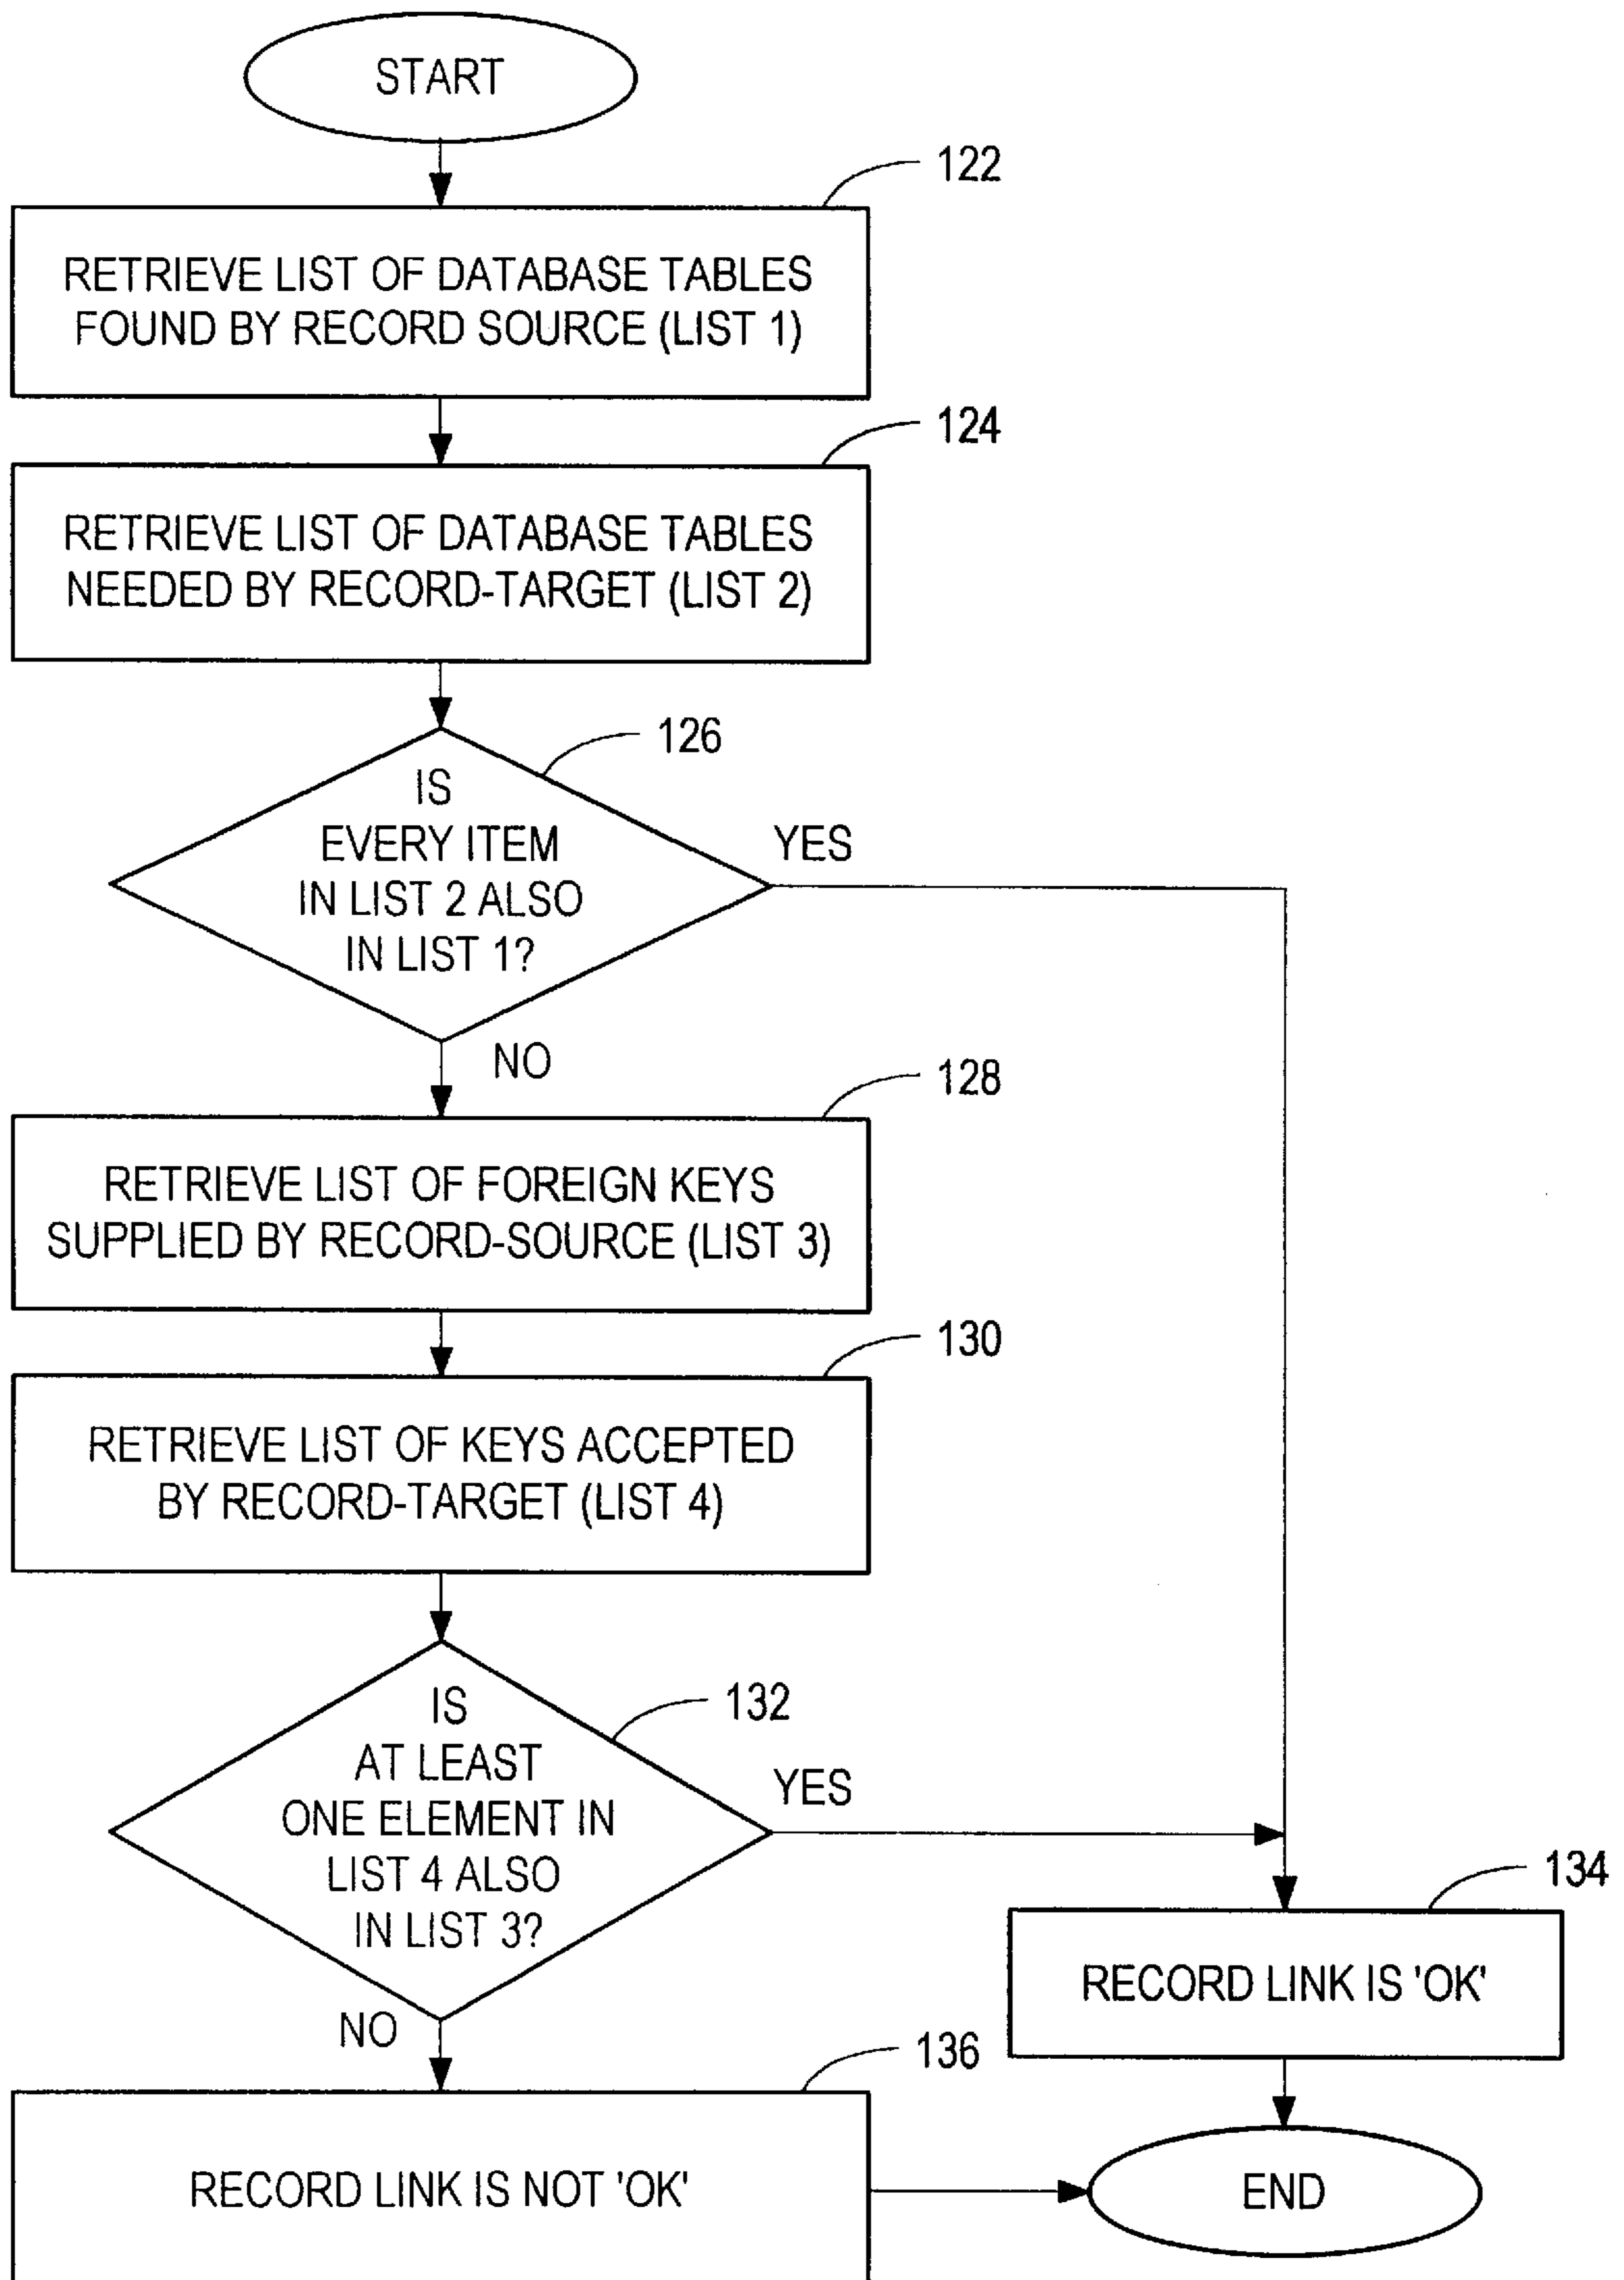 START
122
RETRIEVE LIST OF DATABASE TABLES
FOUND BY RECORD SOURCE (LIST 1)
124
RETRIEVE LIST OF DATABASE TABLES
NEEDED BY RECORD-TARGET (LIST 2)
126
IS
EVERY ITEM
IN LIST 2 ALSO
IN LIST 1?
YES
NO
128
RETRIEVE LIST OF FOREIGN KEYS
SUPPLIED BY RECORD-SOURCE (LIST 3)
130
RETRIEVE LIST OF KEYS ACCEPTED
BY RECORD-TARGET (LIST 4)
132
IS
AT LEAST
ONE ELEMENT IN
LIST 4 ALSO
IN LIST 3?
YES
NO
134
RECORD LINK IS 'OK'
136
RECORD LINK IS NOT 'OK'
END